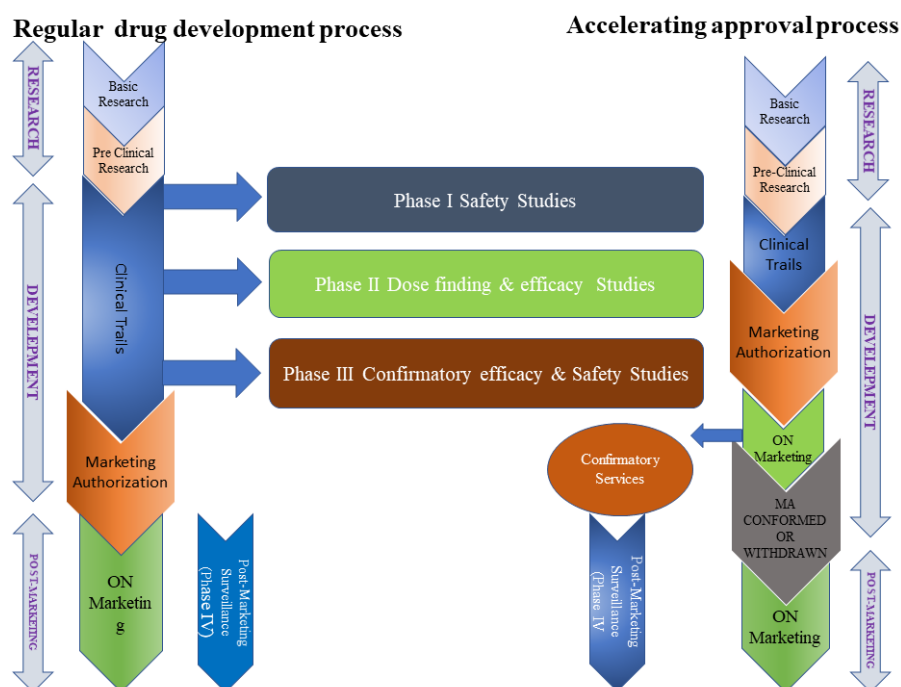 Regular drug development process
Accelerating approval process
RESEARCH
Basic
Research
Pre Clinical
Research
DEVELEPMENT
Clinical Trails
Phase I Safety Studies
Phase II Dose finding & efficacy Studies
Phase III Confirmatory efficacy & Safety Studies
Marketing
Authorization
POST-MARKETING
ON
Marketin
g
Post-Marketing
Surveillance
(Phase IV)
Basic
Research
Pre-Clinical
Research
RESEARCH
Clinical
Trails
Marketing
Authorization
DEVELEPMENT
ON
Marketing
Confirmatory
Services
MA
CONFORMED
OR
WITHDRAWN
Post-Marketing
Surveillance
(Phase IV
ON
Marketing
POST-MARKETING